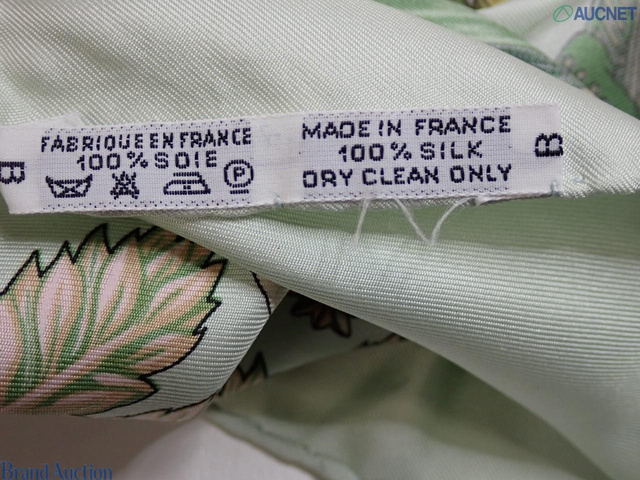 AUCNET
FABRIQUE EN FRANCE
100% SOIE
P
B
MADE IN FRANCE
100% SILK
DRY CLEAN ONLY
B
Brand Auction